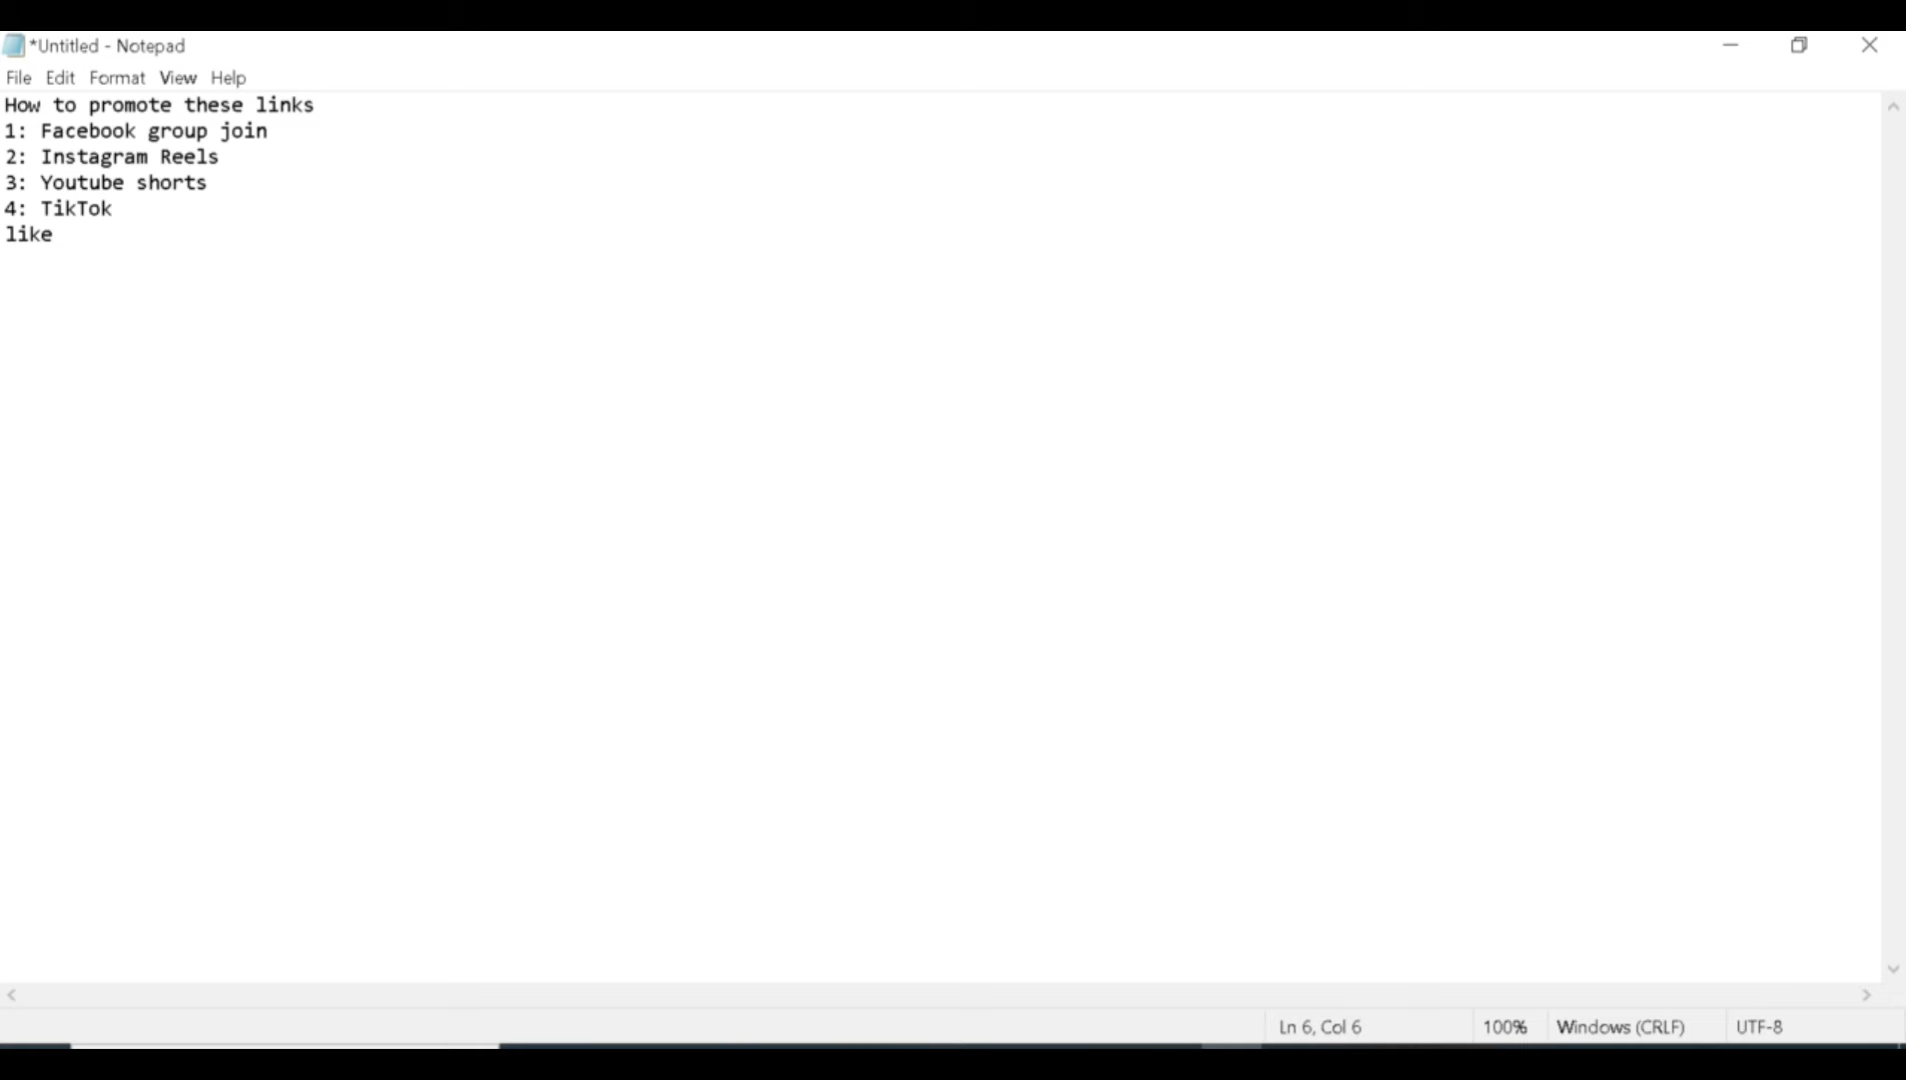 *Untitled - Notepad
File Edit Format View Help
How to promote these links
1: Facebook group join
2: Instagram Reels
3: Youtube shorts
4: TikTok
like
Ln 6, Col 6 100% Windows (CRLF) UTF-8